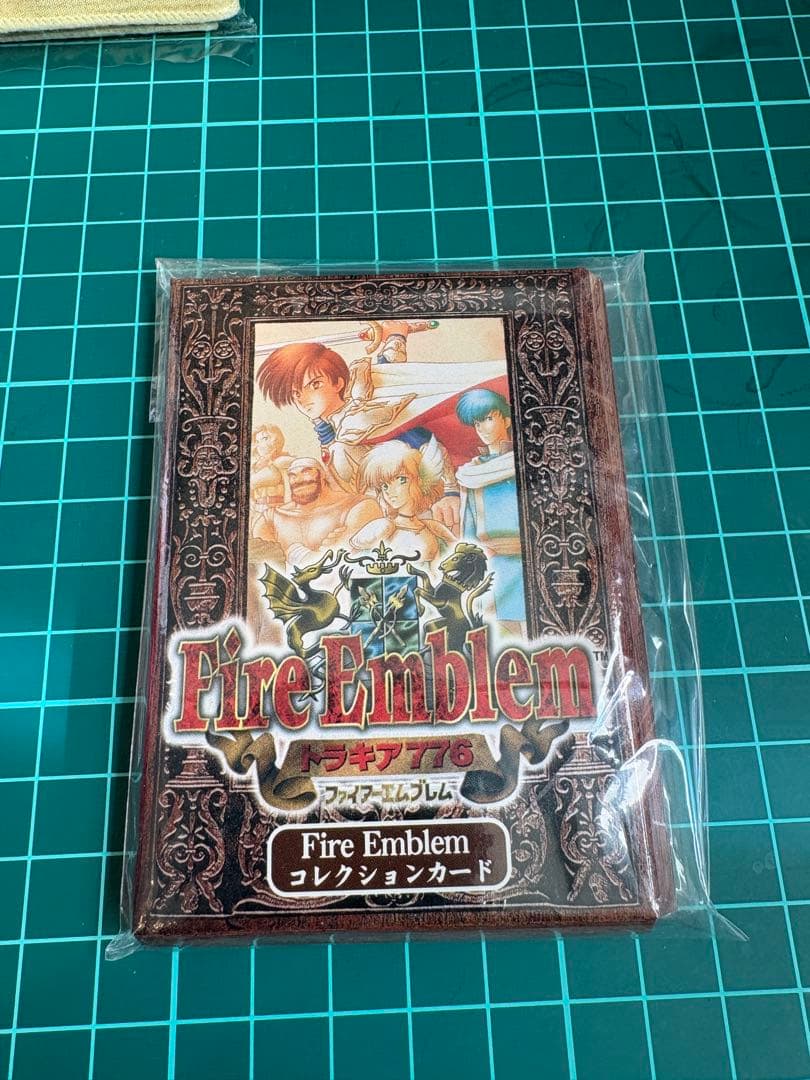 Fire Emblem™
トラキア776
ファイアーエムブレム
Fire Emblem
コレクションカード